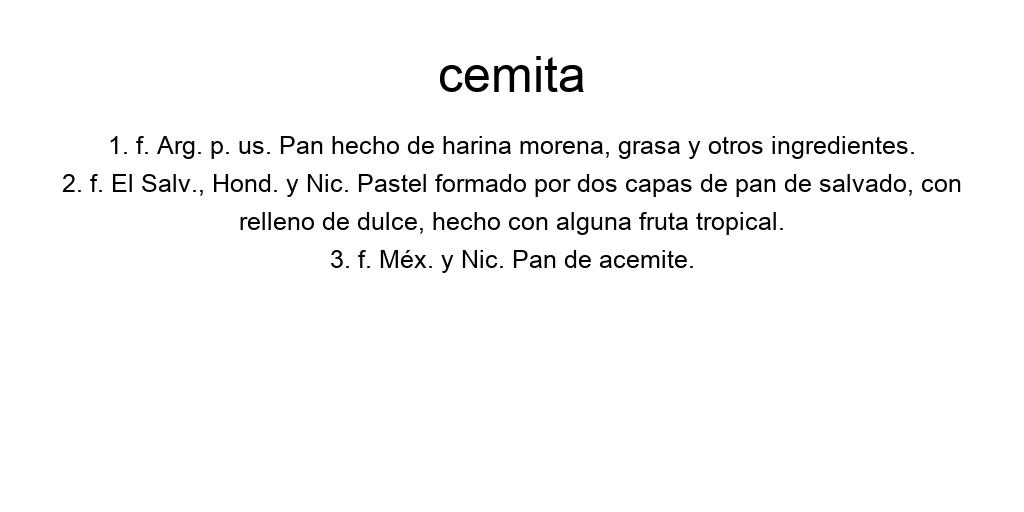 cemita
1. f. Arg. p. us. Pan hecho de harina morena, grasa y otros ingredientes.
2. f. El Salv., Hond. y Nic. Pastel formado por dos capas de pan de salvado, con
relleno de dulce, hecho con alguna fruta tropical.
3. f. Méx. y Nic. Pan de acemite.